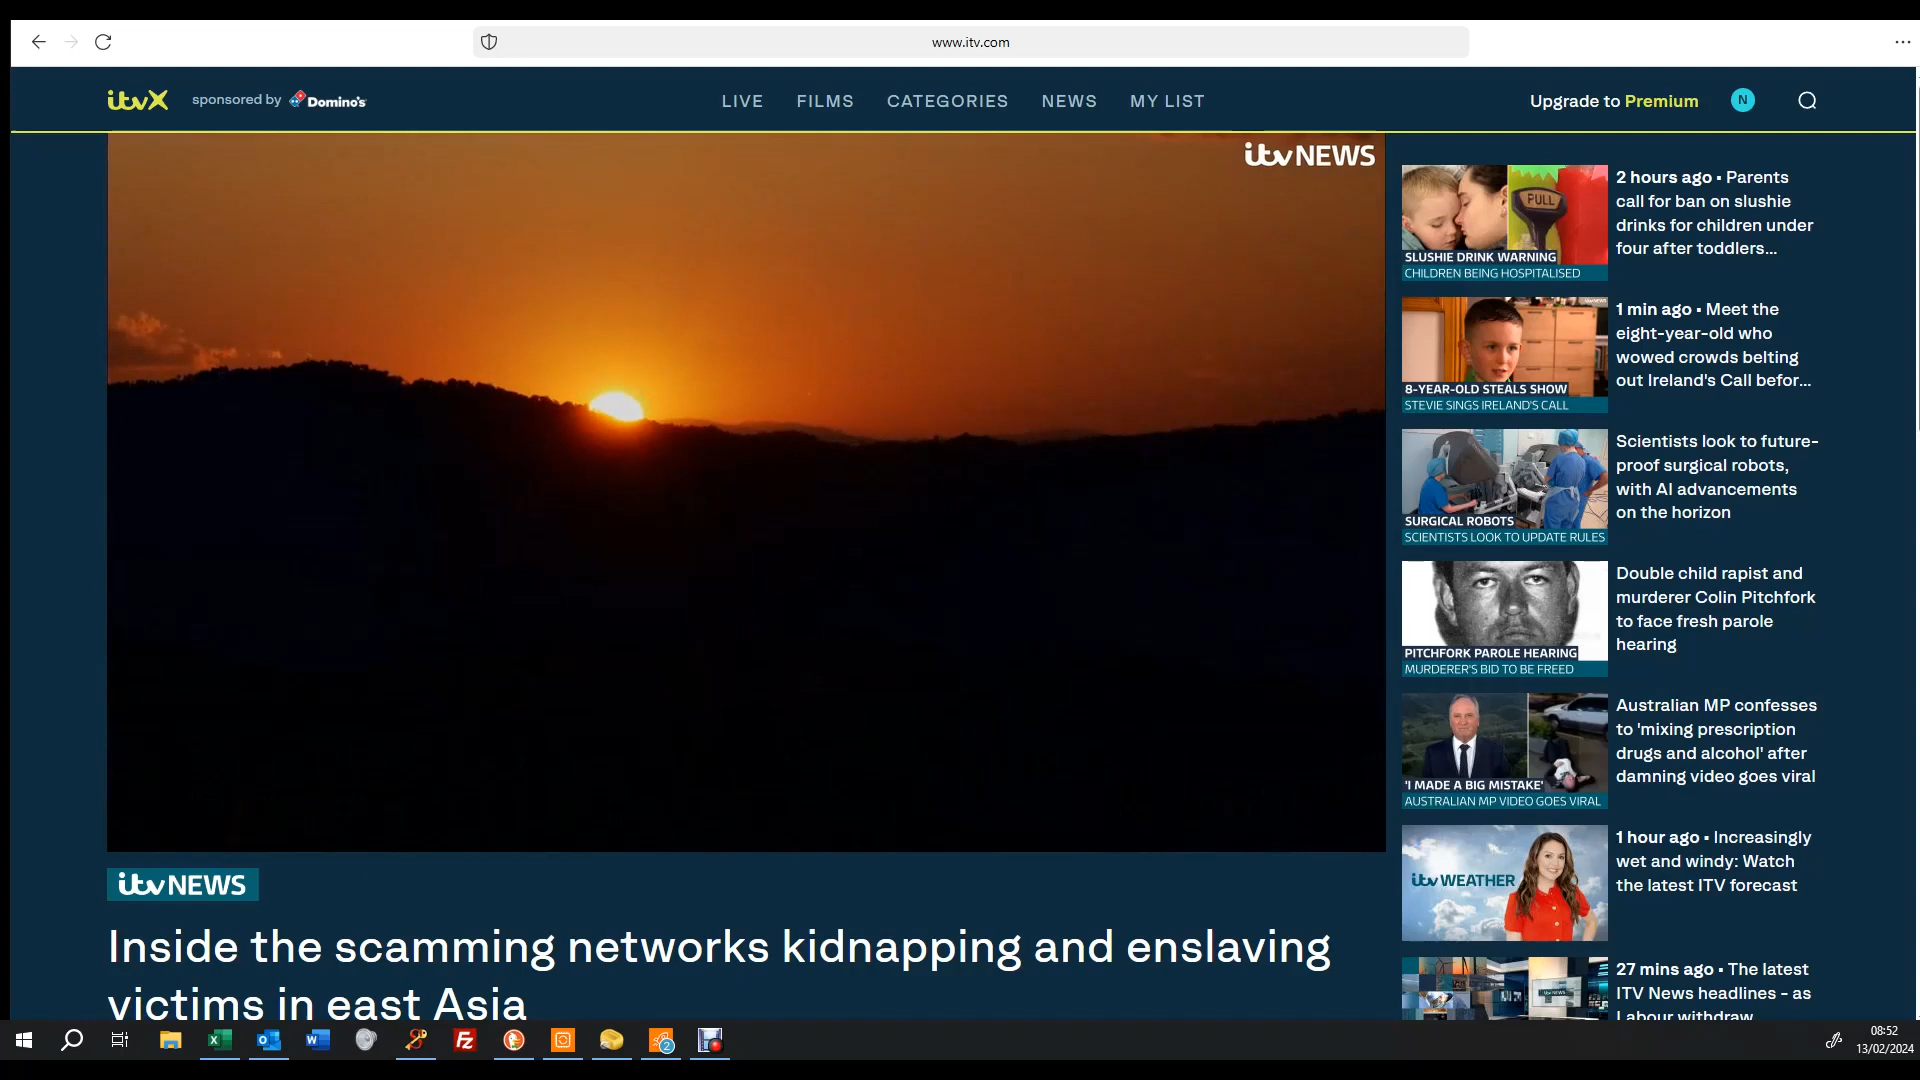 www.itv.com
itvX
sponsored by Domino's
LIVE FILMS CATEGORIES NEWS MY LIST
Upgrade to Premium
N
itv NEWS
PULL
SLUSHIE DRINK WARNING
CHILDREN BEING HOSPITALISED
2 hours ago • Parents
call for ban on slushie
drinks for children under
four after toddlers...
8-YEAR-OLD STEALS SHOW
STEVIE SINGS IRELAND'S CALL
1 min ago • Meet the
eight-year-old who
wowed crowds belting
out Ireland's Call befor...
SURGICAL ROBOTS
SCIENTISTS LOOK TO UPDATE RULES
Scientists look to future-
proof surgical robots,
with AI advancements
on the horizon
PITCHFORK PAROLE HEARING
MURDERER'S BID TO BE FREED
Double child rapist and
murderer Colin Pitchfork
to face fresh parole
hearing
'I MADE A BIG MISTAKE'
AUSTRALIAN MP VIDEO GOES VIRAL
Australian MP confesses
to 'mixing prescription
drugs and alcohol' after
damning video goes viral
itv WEATHER
1 hour ago • Increasingly
wet and windy: Watch
the latest ITV forecast
27 mins ago • The latest
ITV News headlines - as
Labour withdraw
itv NEWS
Inside the scamming networks kidnapping and enslaving
victims in east Asia
2
08:52
13/02/2024